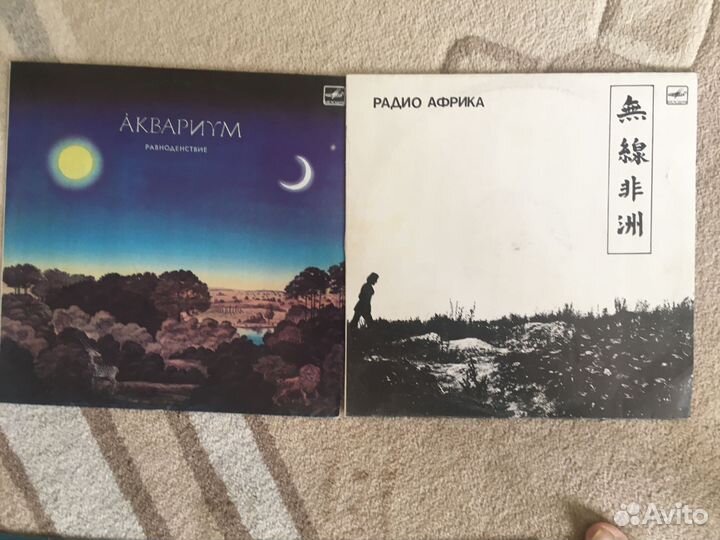 АКВАРИУМ
РАВНОДЕНСТВИЕ
РАДИО АФРИКА
無
線
非
洲
Avito